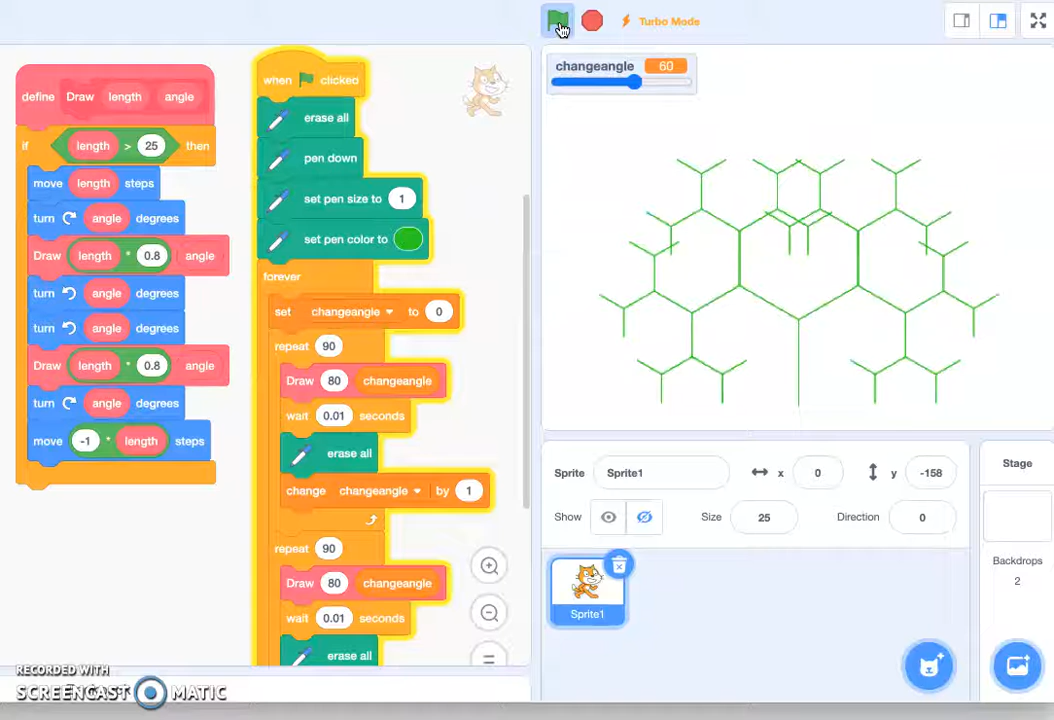 Turbo Mode
changeangle 60
define Draw length angle
if length > 25 then
move length steps
turn angle degrees
Draw length * 0.8 angle
turn angle degrees
turn angle degrees
Draw length * 0.8 angle
turn angle degrees
move -1 * length steps
when clicked
erase all
pen down
set pen size to 1
set pen color to
forever
set changeangle to 0
repeat 90
Draw 80 changeangle
wait 0.01 seconds
erase all
change changeangle by 1
repeat 90
Draw 80 changeangle
wait 0.01 seconds
erase all
Sprite Sprite1 x 0 y -158
Show Size 25 Direction 0
Sprite1
Stage
Backdrops
2
RECORDED WITH
SCREENCAST MATIC